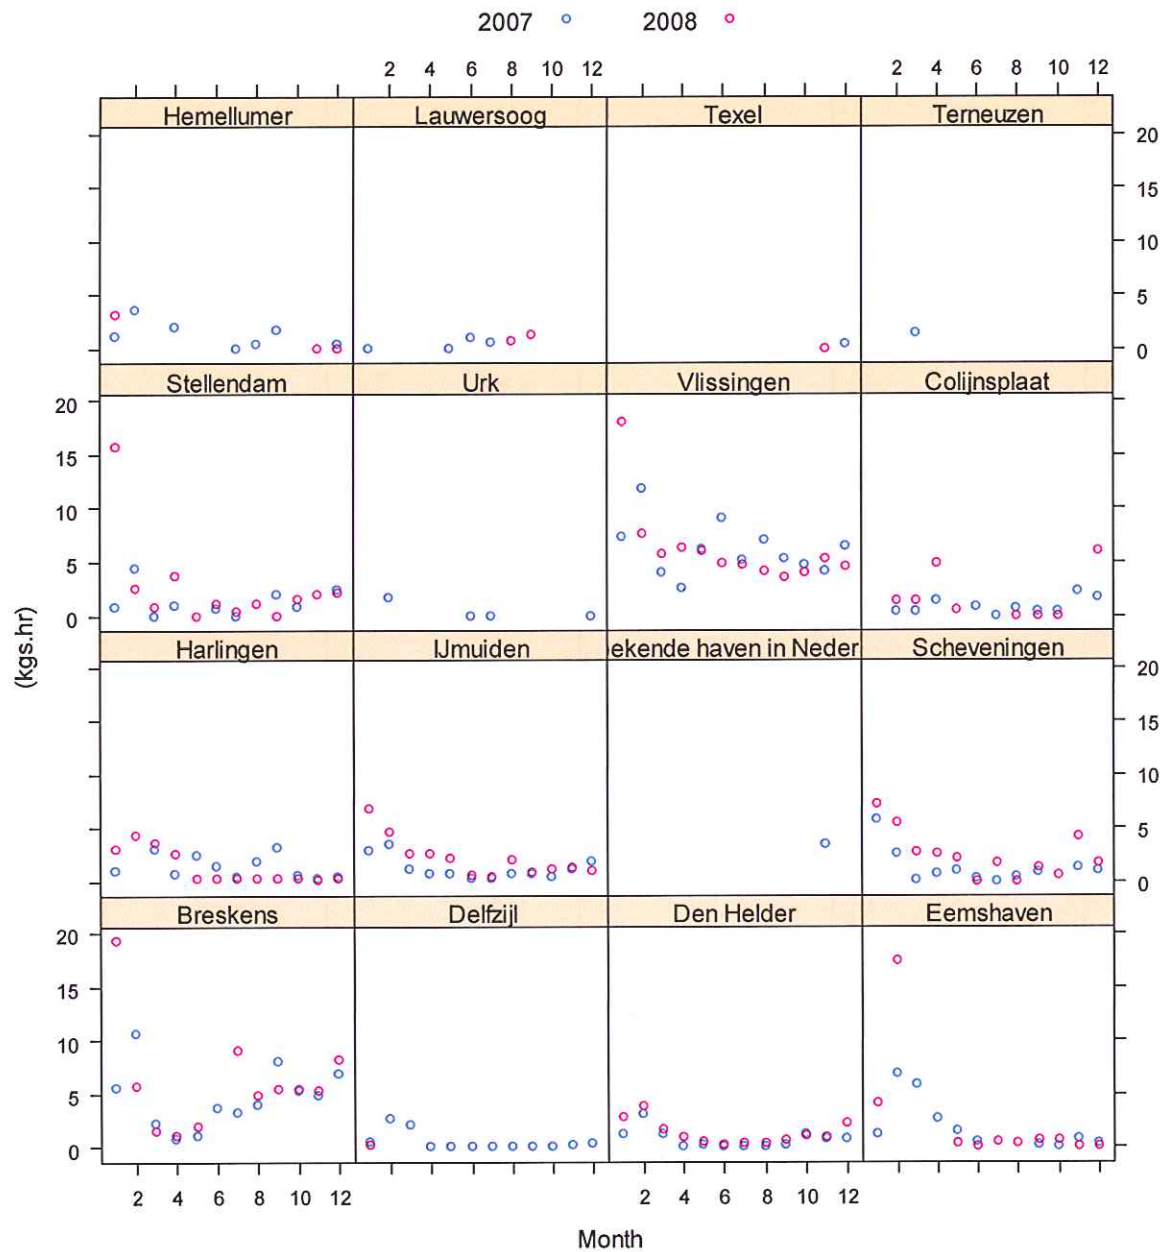 2007 2008
2 4 6 8 10 12 2 4 6 8 10 12
Hemellumer Lauwersoog Texel Terneuzen
20
15
10
5
0
Stellendam Urk Vlissingen Colijnsplaat
20
15
10
5
0
Harlingen IJmuiden ekende haven in Neder Scheveningen
20
15
10
5
0
Breskens Delfzijl Den Helder Eemshaven
20
15
10
5
0
2 4 6 8 10 12 2 4 6 8 10 12
(kgs.hr)
Month